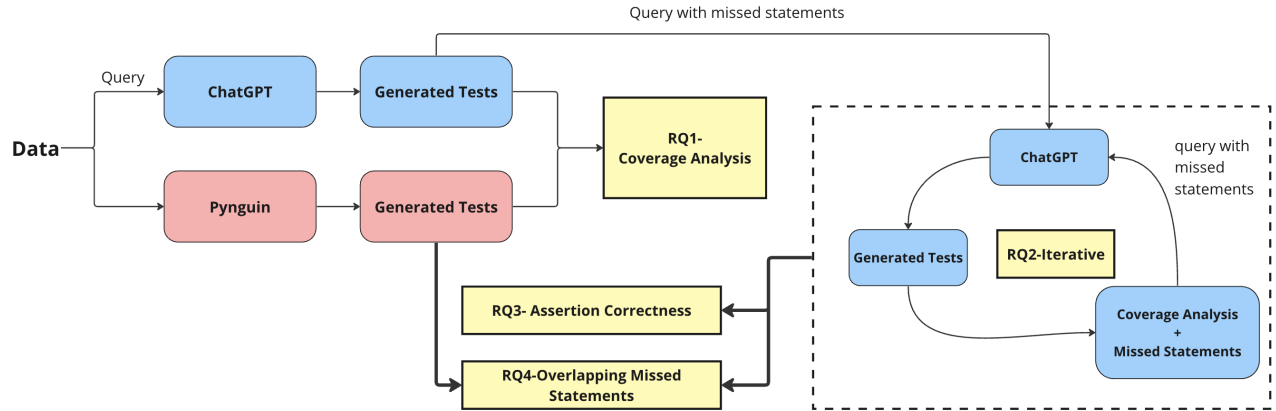 Query with missed statements
Query
ChatGPT
Generated Tests
Data
RQ1-
Coverage Analysis
Pynguin
Generated Tests
ChatGPT
query with
missed
statements
Generated Tests
RQ2-Iterative
Coverage Analysis
+
Missed Statements
RQ3- Assertion Correctness
RQ4-Overlapping Missed
Statements